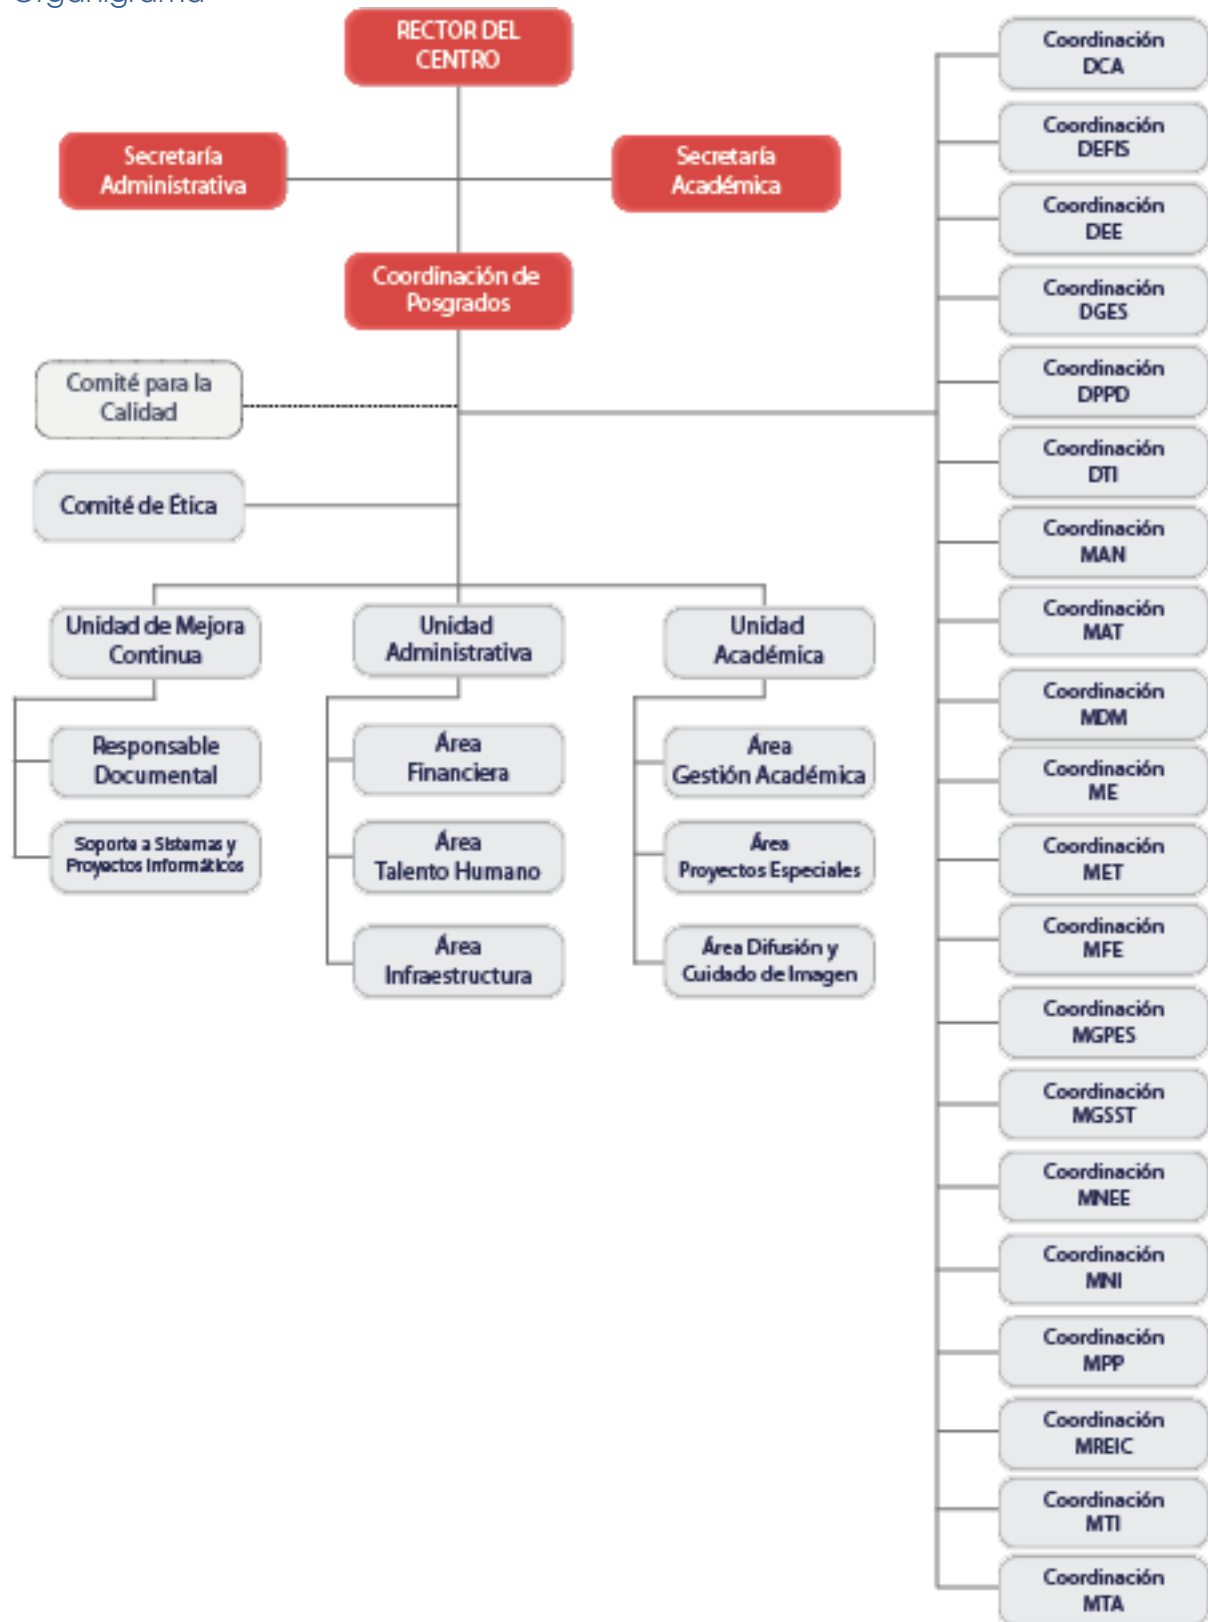 Organigrama
RECTOR DEL
CENTRO
Secretaría
Administrativa
Secretaría
Académica
Coordinación de
Posgrados
Comité para la
Calidad
Comité de Ética
Unidad de Mejora
Continua
Responsable
Documental
Soporte a Sistemas y
Proyectos Informáticos
Unidad
Administrativa
Área
Financiera
Área
Talento Humano
Área
Infraestructura
Unidad
Académica
Área
Gestión Académica
Área
Proyectos Especiales
Área Difusión y
Cuidado de Imagen
Coordinación
DCA
Coordinación
DEFIS
Coordinación
DEE
Coordinación
DGES
Coordinación
DPPD
Coordinación
DTI
Coordinación
MAN
Coordinación
MAT
Coordinación
MDM
Coordinación
ME
Coordinación
MET
Coordinación
MFE
Coordinación
MGPES
Coordinación
MGSST
Coordinación
MNEE
Coordinación
MNI
Coordinación
MPP
Coordinación
MREIC
Coordinación
MTI
Coordinación
MTA